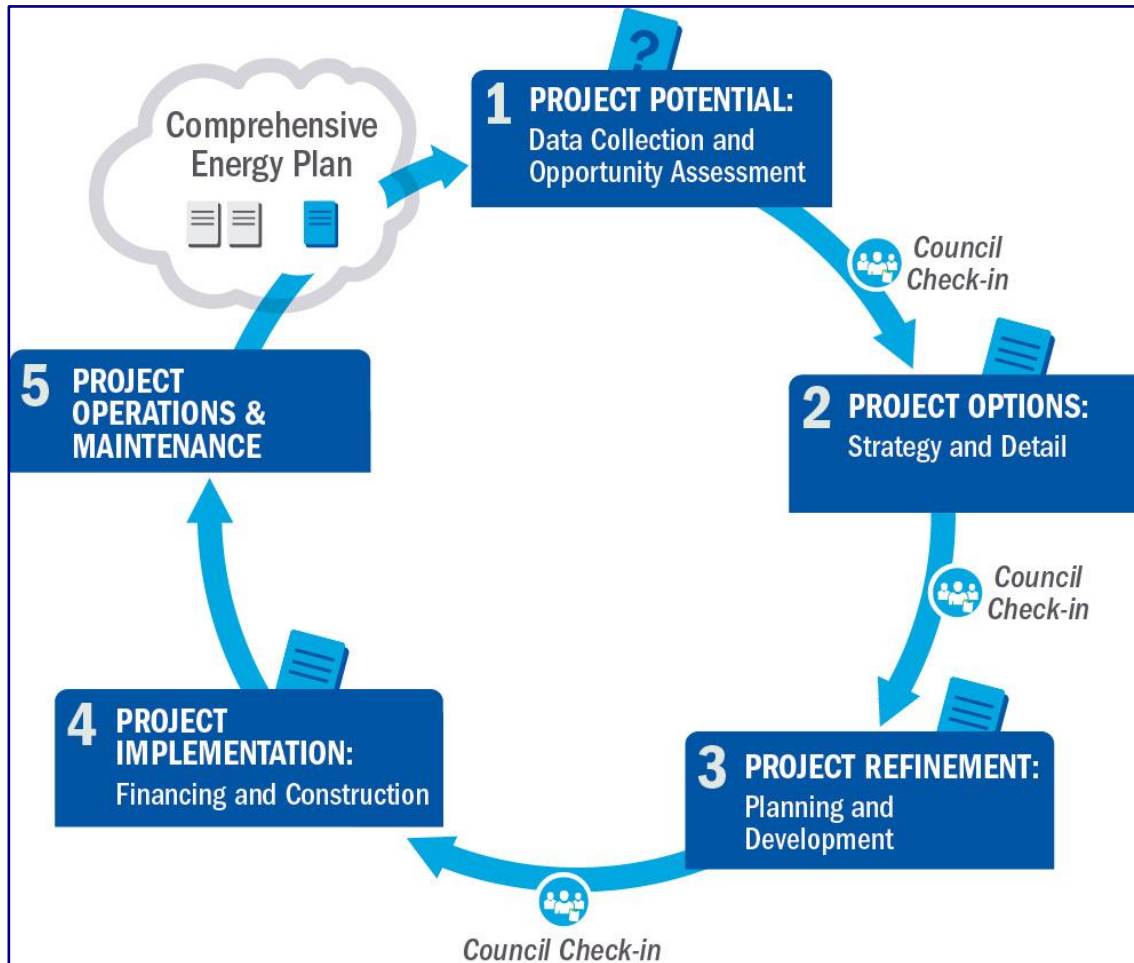 Comprehensive
Energy Plan
?
1 PROJECT POTENTIAL:
Data Collection and
Opportunity Assessment
Council
Check-in
2 PROJECT OPTIONS:
Strategy and Detail
Council
Check-in
3 PROJECT REFINEMENT:
Planning and
Development
Council Check-in
4 PROJECT
IMPLEMENTATION:
Financing and Construction
5 PROJECT
OPERATIONS &
MAINTENANCE